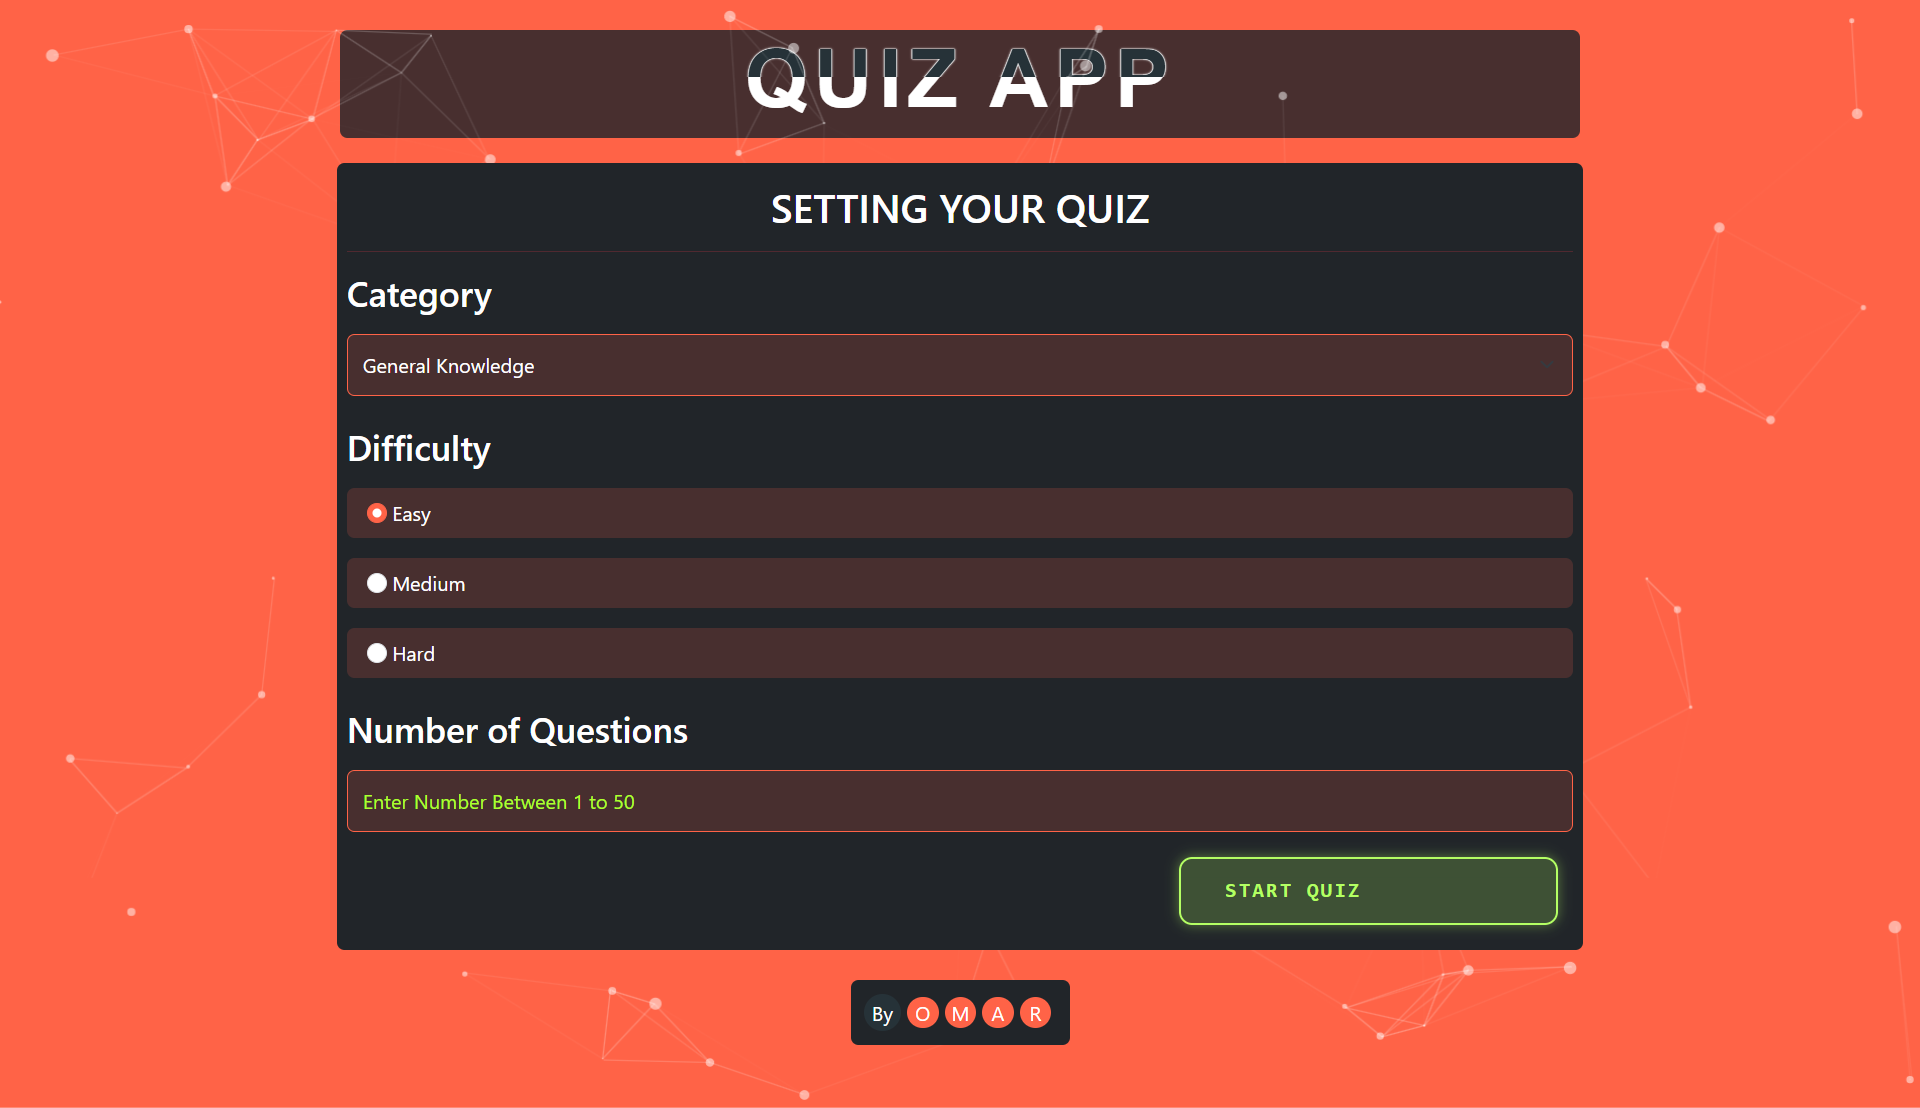 QUIZ APP
SETTING YOUR QUIZ
Category
General Knowledge
Difficulty
Easy
Medium
Hard
Number of Questions
Enter Number Between 1 to 50
START QUIZ
By O M A R